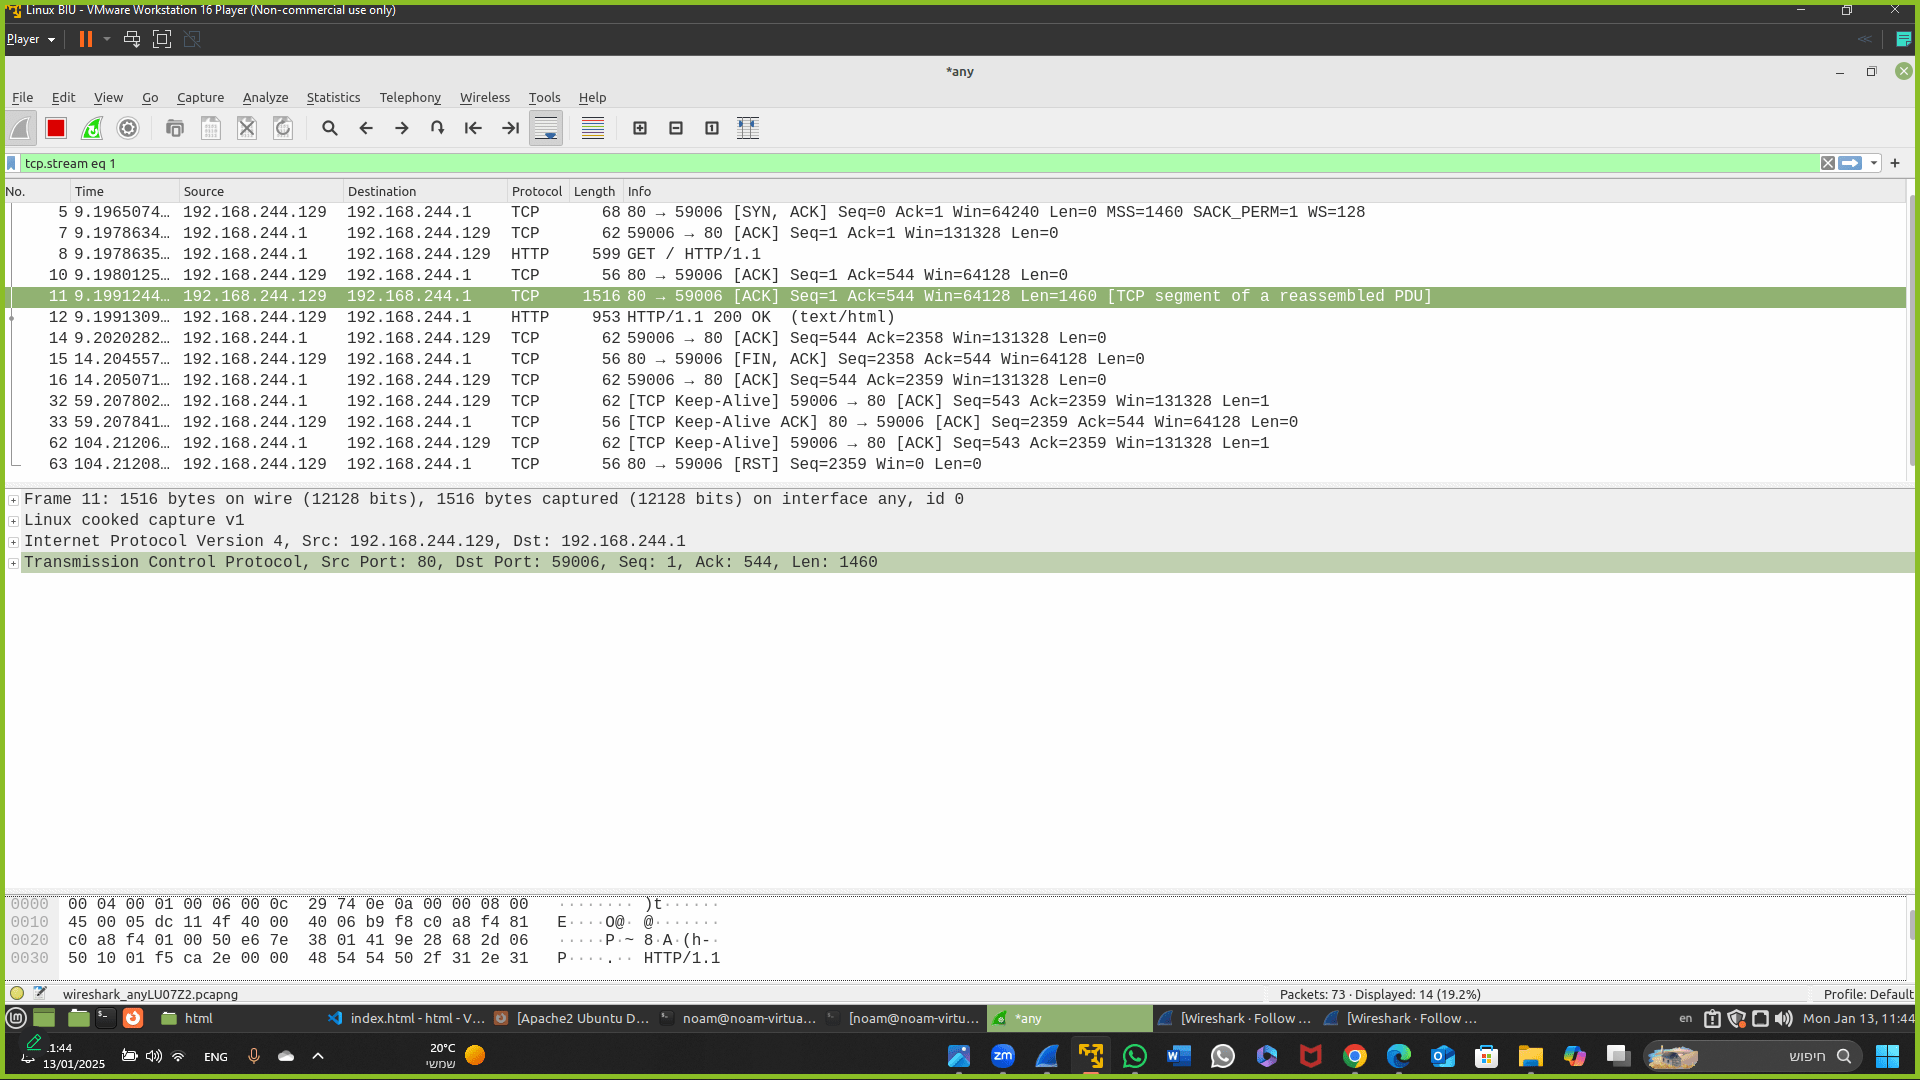 Linux BIU - VMware Workstation 16 Player (Non-commercial use only)
Player
*any
File Edit View Go Capture Analyze Statistics Telephony Wireless Tools Help
tcp.stream eq 1
No. Time Source Destination Protocol Length Info
5 9.1965074… 192.168.244.129 192.168.244.1 TCP 68 80 → 59006 [SYN, ACK] Seq=0 Ack=1 Win=64240 Len=0 MSS=1460 SACK_PERM=1 WS=128
7 9.1978634… 192.168.244.1 192.168.244.129 TCP 62 59006 → 80 [ACK] Seq=1 Ack=1 Win=131328 Len=0
8 9.1978635… 192.168.244.1 192.168.244.129 HTTP 599 GET / HTTP/1.1
10 9.1980125… 192.168.244.129 192.168.244.1 TCP 56 80 → 59006 [ACK] Seq=1 Ack=544 Win=64128 Len=0
11 9.1991244… 192.168.244.129 192.168.244.1 TCP 1516 80 → 59006 [ACK] Seq=1 Ack=544 Win=64128 Len=1460 [TCP segment of a reassembled PDU]
12 9.1991309… 192.168.244.129 192.168.244.1 HTTP 953 HTTP/1.1 200 OK (text/html)
14 9.2020282… 192.168.244.1 192.168.244.129 TCP 62 59006 → 80 [ACK] Seq=544 Ack=2358 Win=131328 Len=0
15 14.204557… 192.168.244.129 192.168.244.1 TCP 56 80 → 59006 [FIN, ACK] Seq=2358 Ack=544 Win=64128 Len=0
16 14.205071… 192.168.244.1 192.168.244.129 TCP 62 59006 → 80 [ACK] Seq=544 Ack=2359 Win=131328 Len=0
32 59.207802… 192.168.244.1 192.168.244.129 TCP 62 [TCP Keep-Alive] 59006 → 80 [ACK] Seq=543 Ack=2359 Win=131328 Len=1
33 59.207841… 192.168.244.129 192.168.244.1 TCP 56 [TCP Keep-Alive ACK] 80 → 59006 [ACK] Seq=2359 Ack=544 Win=64128 Len=0
62 104.21206… 192.168.244.1 192.168.244.129 TCP 62 [TCP Keep-Alive] 59006 → 80 [ACK] Seq=543 Ack=2359 Win=131328 Len=1
63 104.21208… 192.168.244.129 192.168.244.1 TCP 56 80 → 59006 [RST] Seq=2359 Win=0 Len=0
Frame 11: 1516 bytes on wire (12128 bits), 1516 bytes captured (12128 bits) on interface any, id 0
Linux cooked capture v1
Internet Protocol Version 4, Src: 192.168.244.129, Dst: 192.168.244.1
Transmission Control Protocol, Src Port: 80, Dst Port: 59006, Seq: 1, Ack: 544, Len: 1460
0000 00 04 00 01 00 06 00 0c 29 74 0e 0a 00 00 08 00 ········ )t······
0010 45 00 05 dc 11 4f 40 00 40 06 b9 f8 c0 a8 f4 81 E····O@· @·······
0020 c0 a8 f4 01 00 50 e6 7e 38 01 41 9e 28 68 2d 06 ·····P·~ 8·A·(h-·
0030 50 10 01 f5 ca 2e 00 00 48 54 54 50 2f 31 2e 31 P····.·· HTTP/1.1
wireshark_anyLU07Z2.pcapng Packets: 73 · Displayed: 14 (19.2%) Profile: Default
html index.html - html - V... [Apache2 Ubuntu D... noam@noam-virtua... [noam@noam-virtu... *any [Wireshark · Follow ... [Wireshark · Follow ... en Mon Jan 13, 11:44
11:44
13/01/2025
ENG
20°C
שמשי
zm
חיפוש